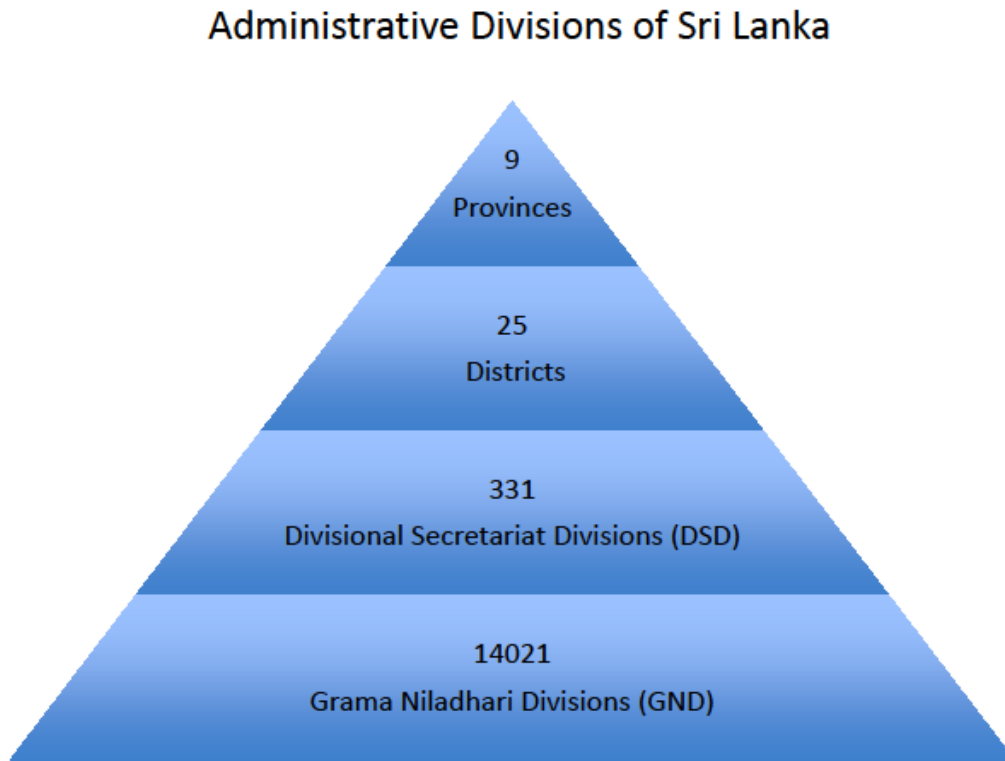 Administrative Divisions of Sri Lanka
9
Provinces
25
Districts
331
Divisional Secretariat Divisions (DSD)
14021
Grama Niladhari Divisions (GND)